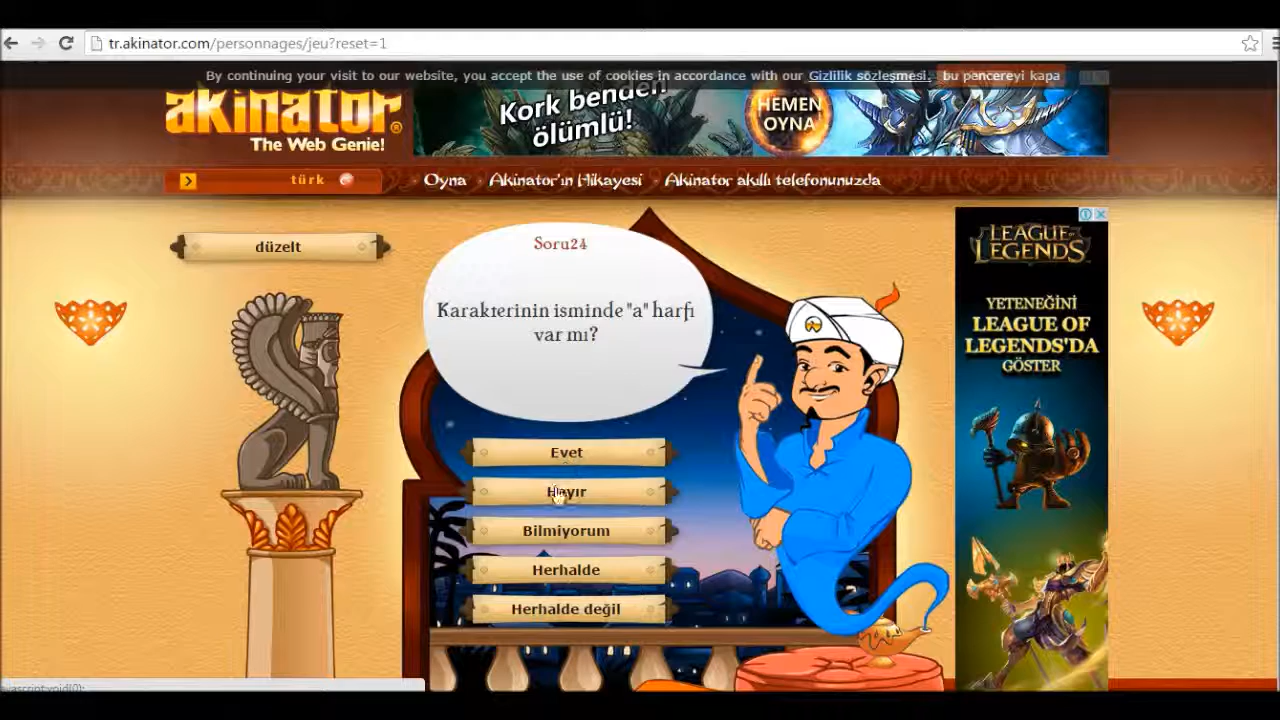 tr.akinator.com/personnages/jeu?reset=1
By continuing your visit to our website, you accept the use of cookies in accordance with our Gizlilik sözleşmesi. bu pencereyi kapa
akinator
The Web Genie!
Kork benden
ölümlü!
HEMEN
OYNA
türk
Oyna
Akinator'ın Hikayesi
Akinator akıllı telefonunuzda
düzelt
Soru24
Karakterinin isminde "a" harfi
var mı?
Evet
Hayır
Bilmiyorum
Herhalde
Herhalde değil
LEAGUE OF
LEGENDS
YETENEĞİNİ
LEAGUE OF
LEGENDS'DA
GÖSTER